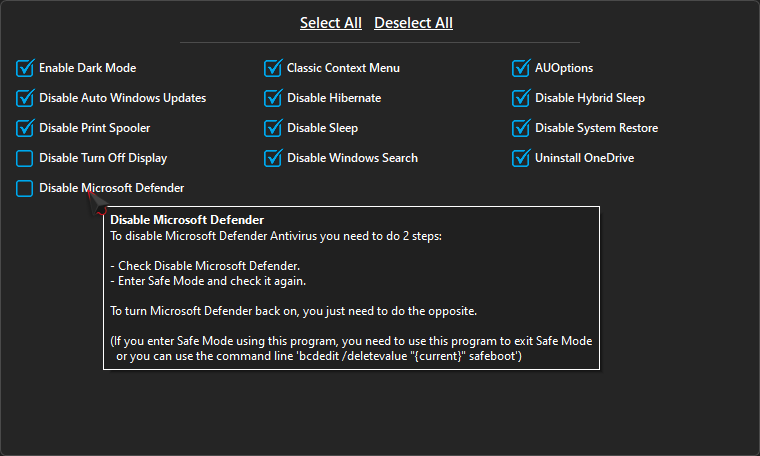 Select All Deselect All
Enable Dark Mode Classic Context Menu AUOptions
Disable Auto Windows Updates Disable Hibernate Disable Hybrid Sleep
Disable Print Spooler Disable Sleep Disable System Restore
Disable Turn Off Display Disable Windows Search Uninstall OneDrive
Disable Microsoft Defender
Disable Microsoft Defender
To disable Microsoft Defender Antivirus you need to do 2 steps:
- Check Disable Microsoft Defender.
- Enter Safe Mode and check it again.
To turn Microsoft Defender back on, you just need to do the opposite.
(If you enter Safe Mode using this program, you need to use this program to exit Safe Mode
or you can use the command line 'bcdedit /deletevalue "{current}" safeboot')